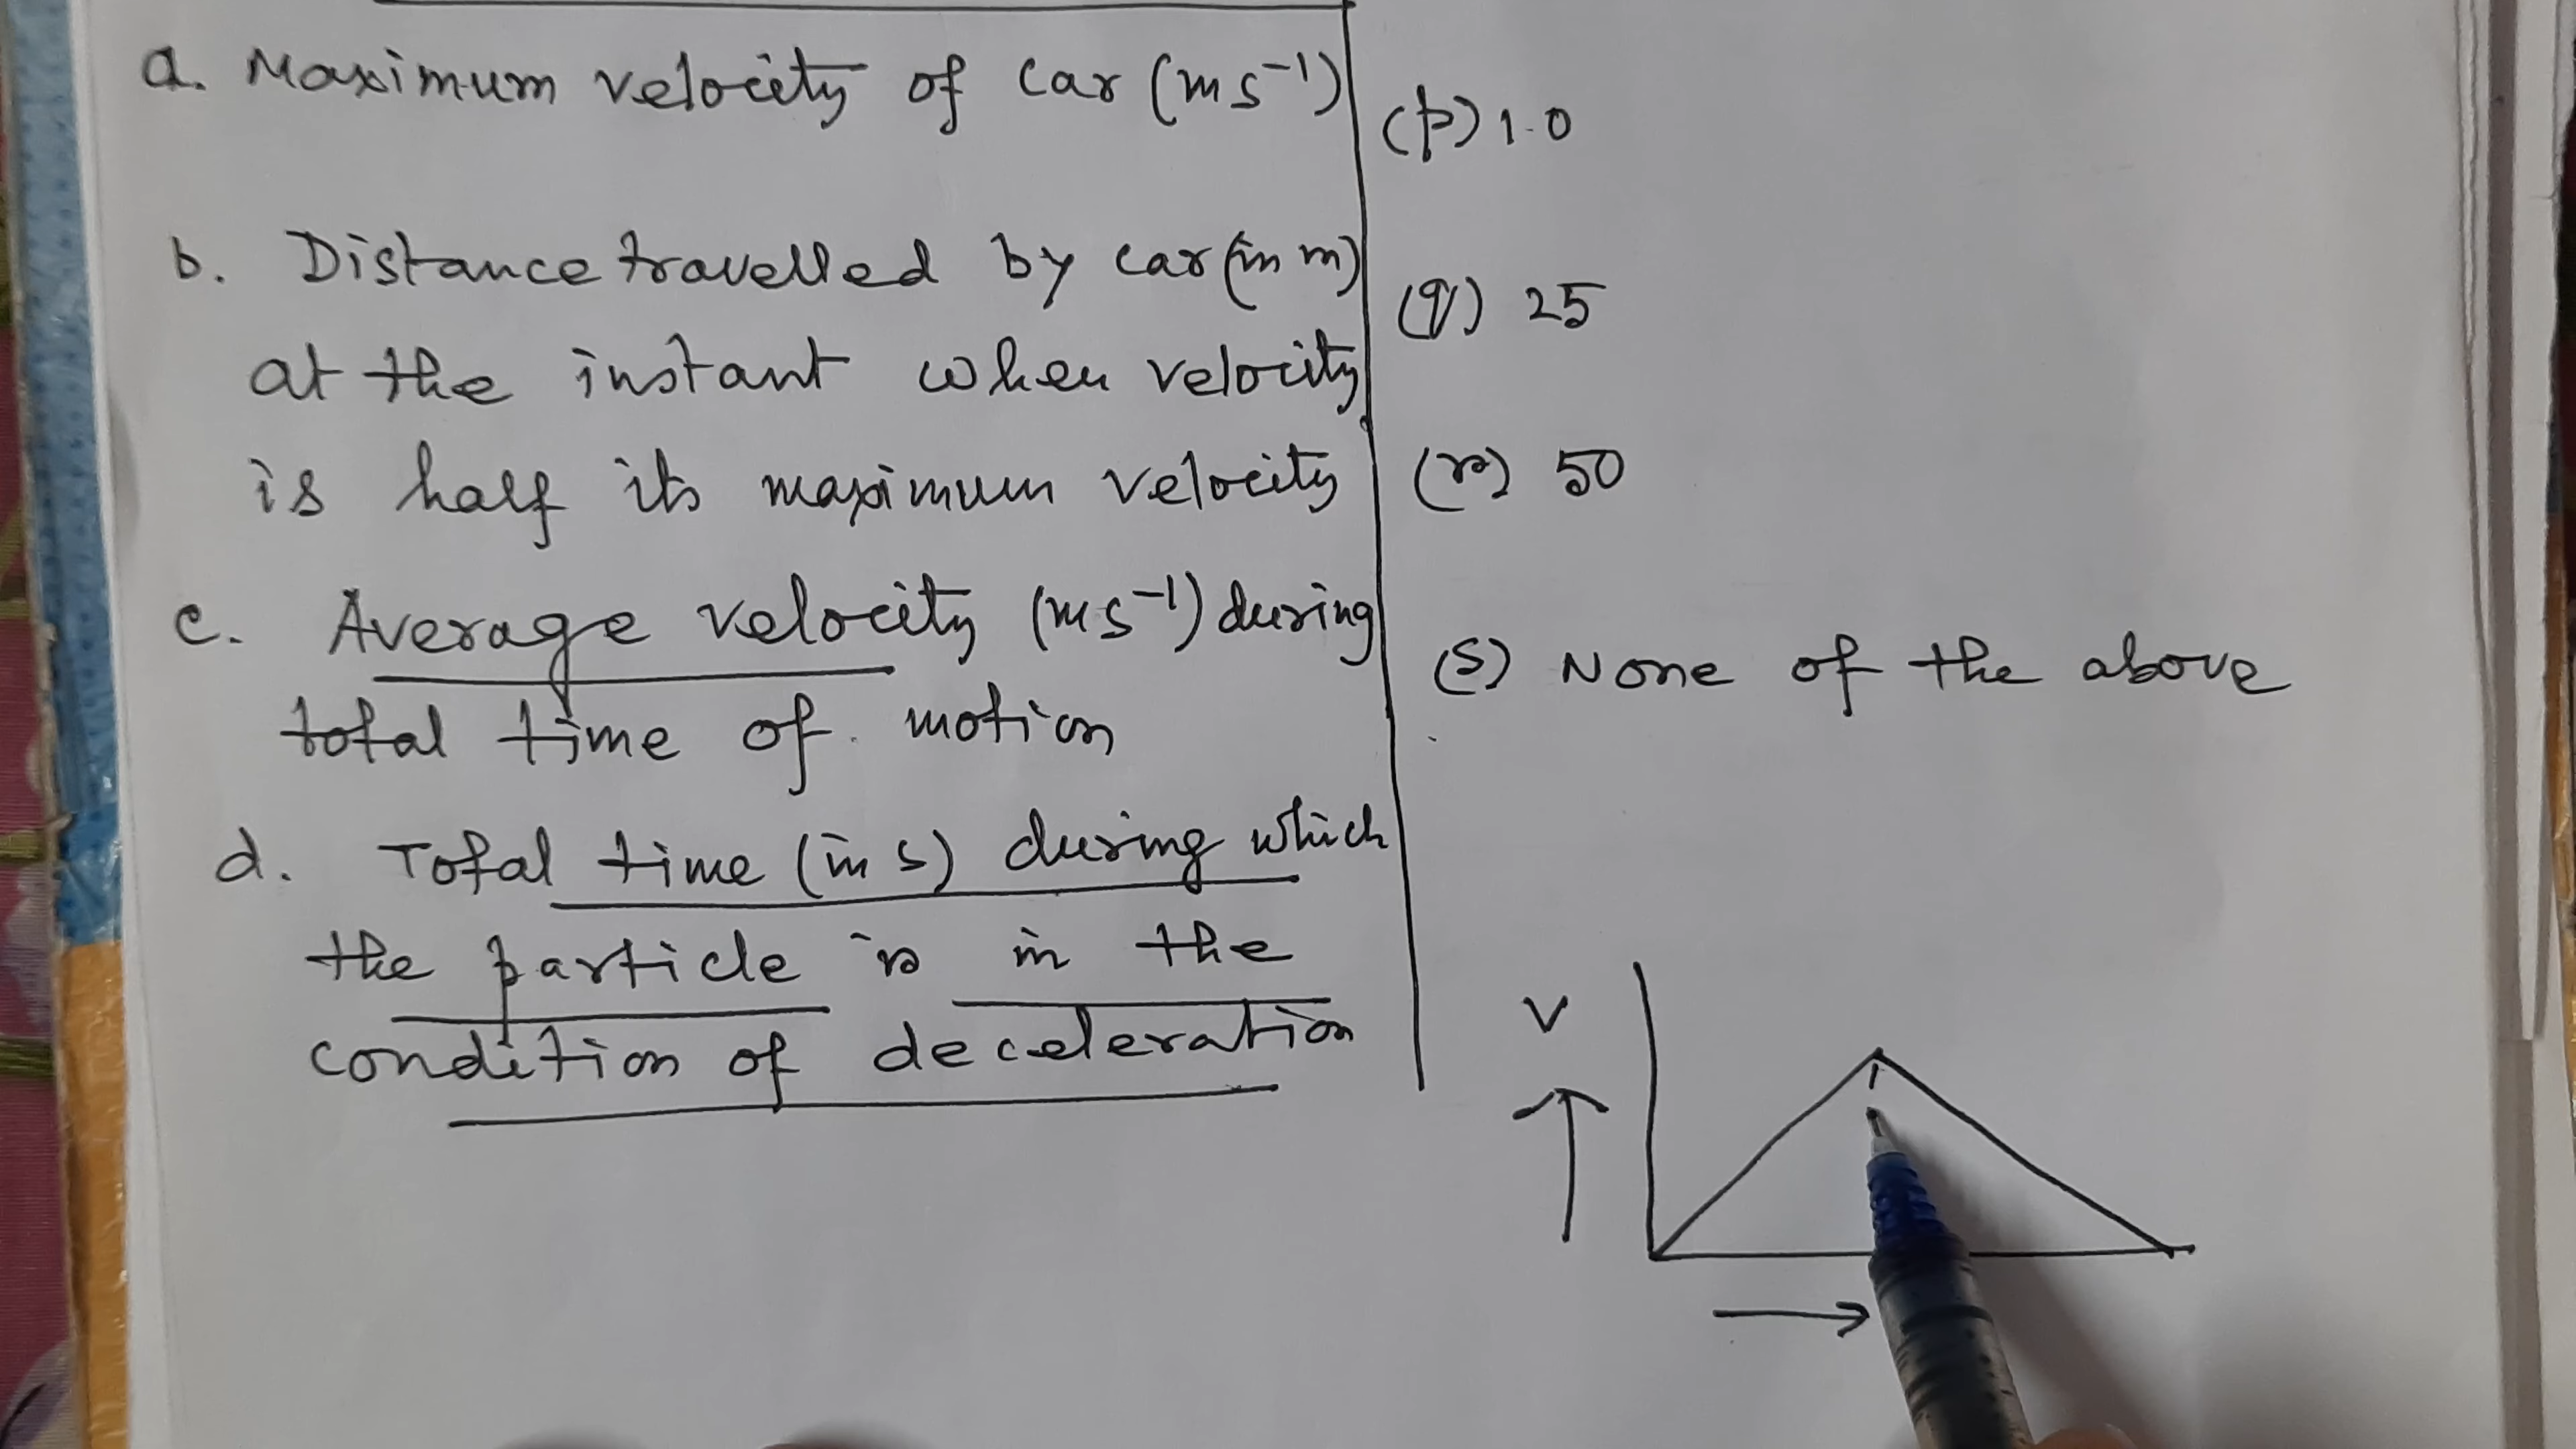 a. Maximum velocity of car (ms⁻¹)
(p) 1.0
b. Distance travelled by car (in m)
(q) 25
at the instant when velocity
is half its maximum velocity
(r) 50
c. Average velocity (ms⁻¹) during
(s) None of the above
total time of motion
d. Total time (in s) during which
the particle is in the
condition of deceleration
V